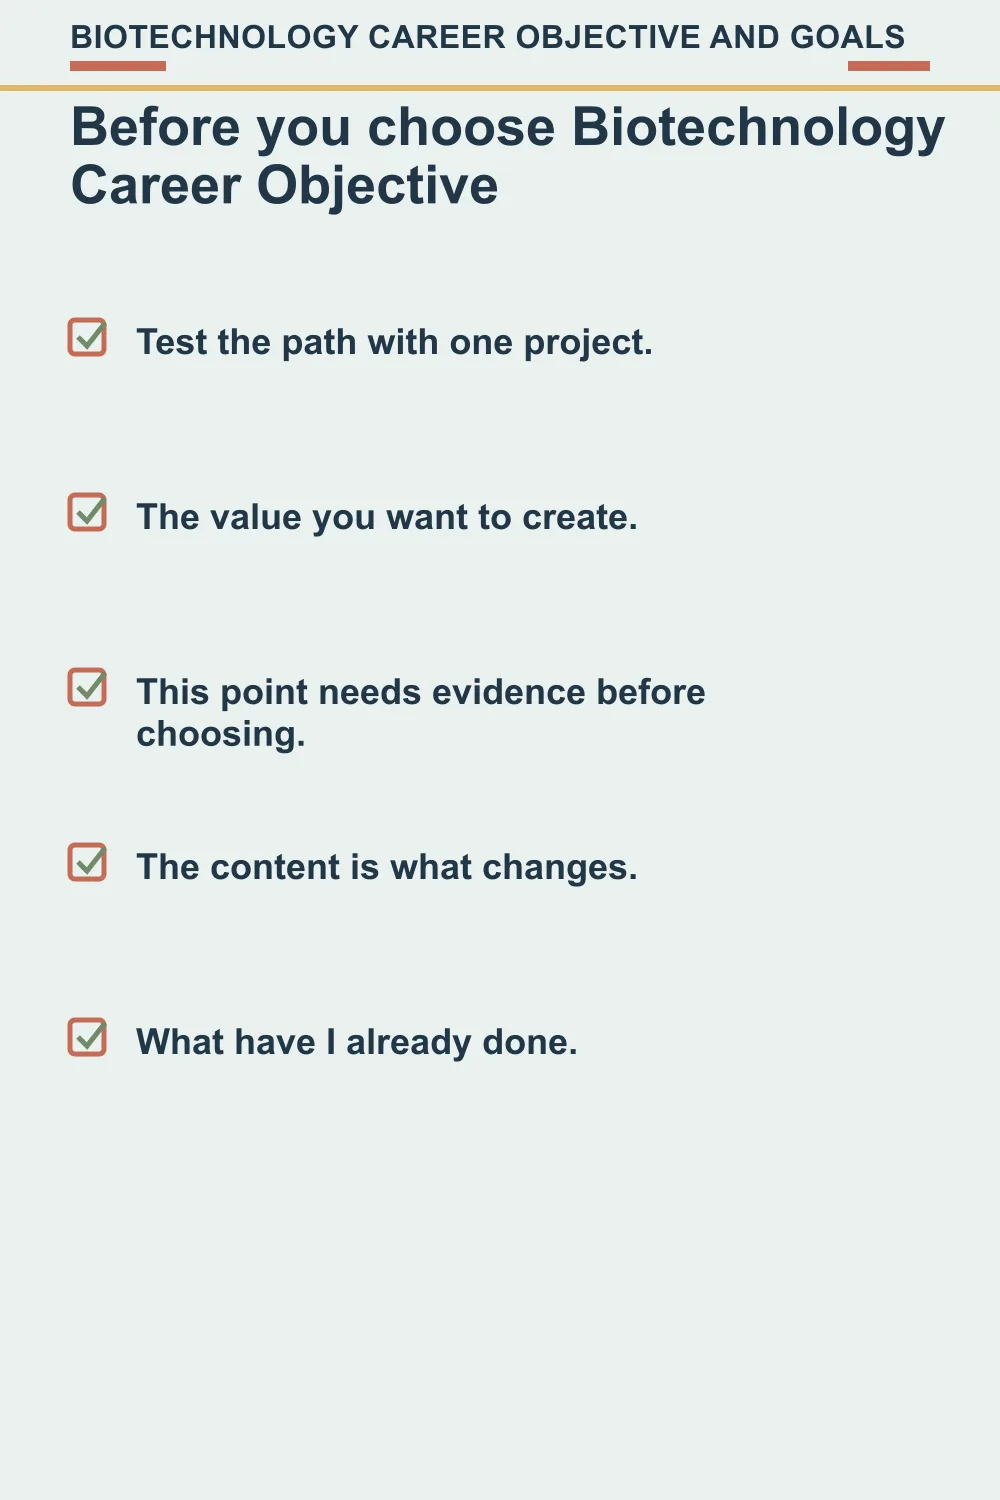 BIOTECHNOLOGY CAREER OBJECTIVE AND GOALS
Before you choose Biotechnology
Career Objective
Test the path with one project.
The value you want to create.
This point needs evidence before
choosing.
The content is what changes.
What have I already done.